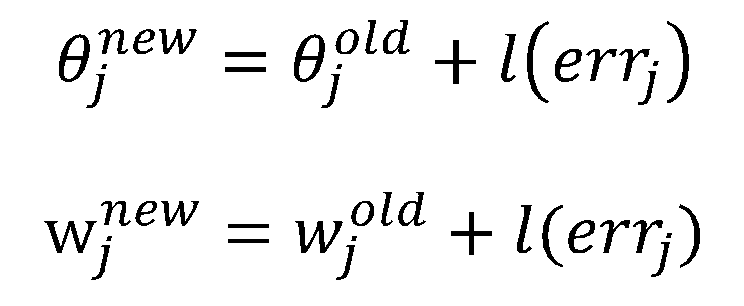 θ_j^{new} = θ_j^{old} + l(err_j)
w_j^{new} = w_j^{old} + l(err_j)